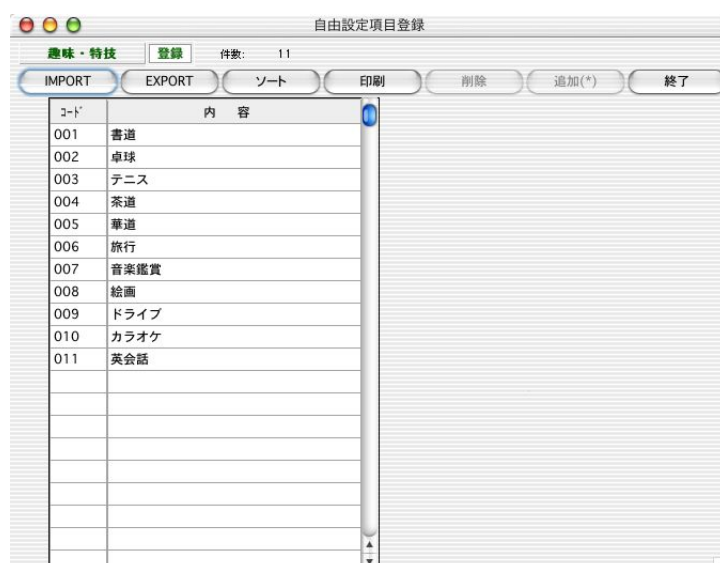 自由設定項目登録
趣味・特技 登録 件数: 11
IMPORT EXPORT ソート 印刷 削除 追加(*) 終了
ｺｰﾄﾞ 内 容
001 書道
002 卓球
003 テニス
004 茶道
005 華道
006 旅行
007 音楽鑑賞
008 絵画
009 ドライブ
010 カラオケ
011 英会話